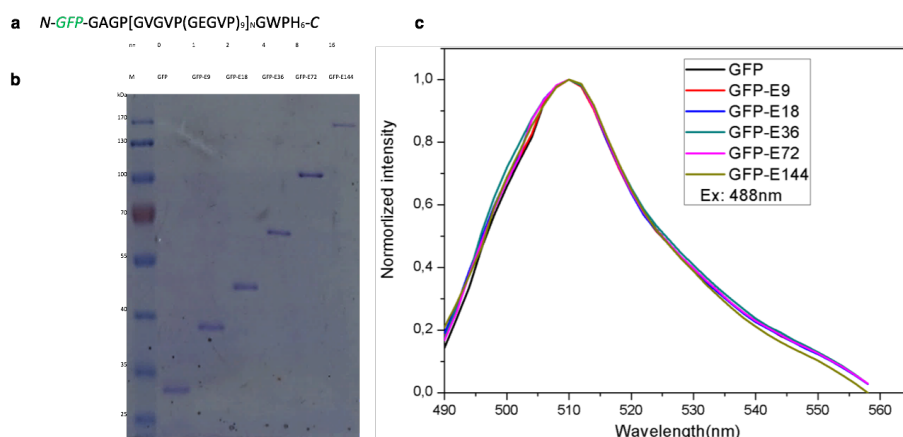 a N-GFP-GAGP[GVGVP(GEGVP)₉]ₙGWPH₆-C
0 1 2 4 8 16
b
M GFP GFP-E9 GFP-E18 GFP-E36 GFP-E72 GFP-E144
kDa
170
130
100
70
55
40
35
25
c
Normorlized intensity
1,0
0,8
0,6
0,4
0,2
0,0
GFP
GFP-E9
GFP-E18
GFP-E36
GFP-E72
GFP-E144
Ex: 488nm
490 500 510 520 530 540 550 560
Wavelength(nm)